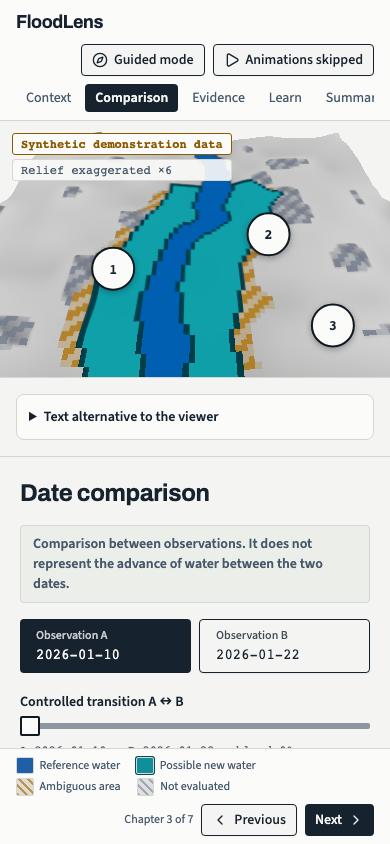 FloodLens
Guided mode
Animations skipped
Context
Comparison
Evidence
Learn
Summar
Synthetic demonstration data
Relief exaggerated ×6
1
2
3
Text alternative to the viewer
Date comparison
Comparison between observations. It does not
represent the advance of water between the two
dates.
Observation A
2026-01-10
Observation B
2026-01-22
Controlled transition A ↔ B
Reference water
Possible new water
Ambiguous area
Not evaluated
Chapter 3 of 7
Previous
Next